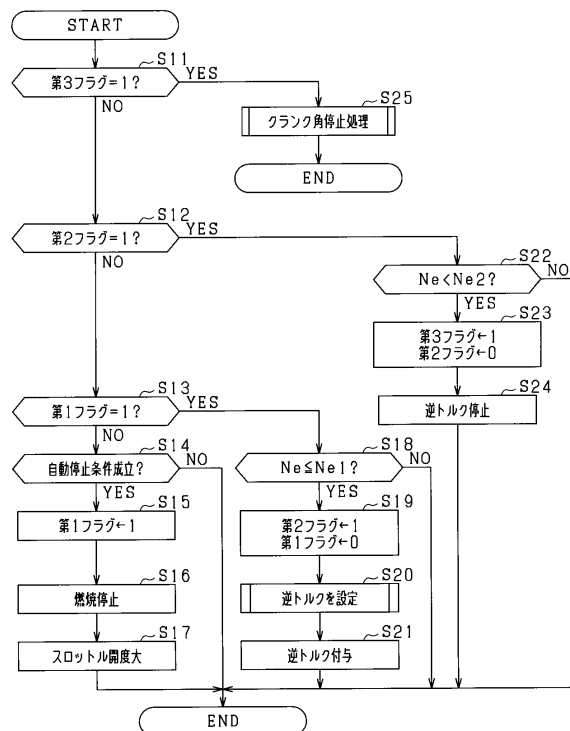 START
S11
第3フラグ=1?
YES
NO
S25
クランク角停止処理
END
S12
第2フラグ=1?
YES
NO
S22
Ne<Ne2?
NO
YES
S23
第3フラグ←1
第2フラグ←0
S24
逆トルク停止
S13
第1フラグ=1?
YES
NO
S14
自動停止条件成立?
NO
YES
S15
第1フラグ←1
S16
燃焼停止
S17
スロットル開度大
S18
Ne≦Ne1?
NO
YES
S19
第2フラグ←1
第1フラグ←0
S20
逆トルクを設定
S21
逆トルク付与
END